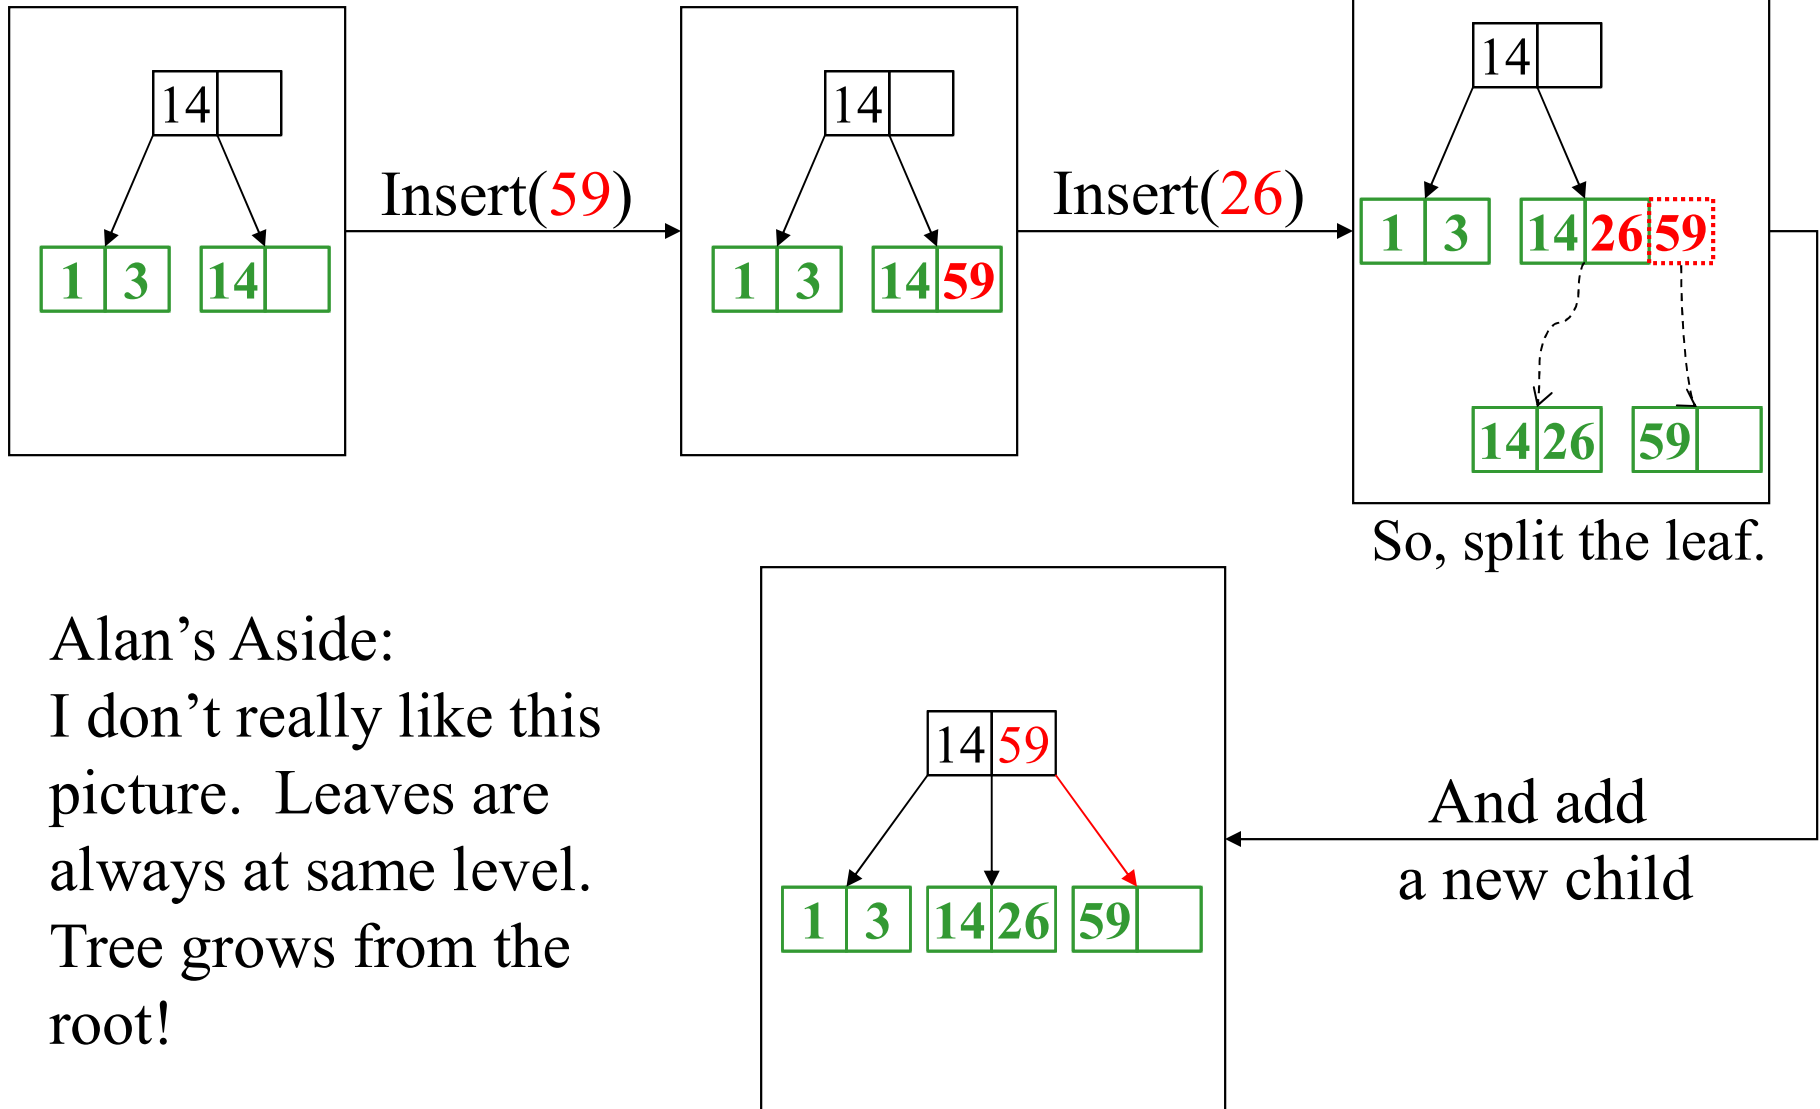 14
1 3 14
Insert(59)
14
1 3 14 59
Insert(26)
14
1 3 14 26 59
14 26 59
So, split the leaf.
And add
a new child
14 59
1 3 14 26 59
Alan’s Aside:
I don’t really like this
picture.  Leaves are
always at same level.
Tree grows from the
root!